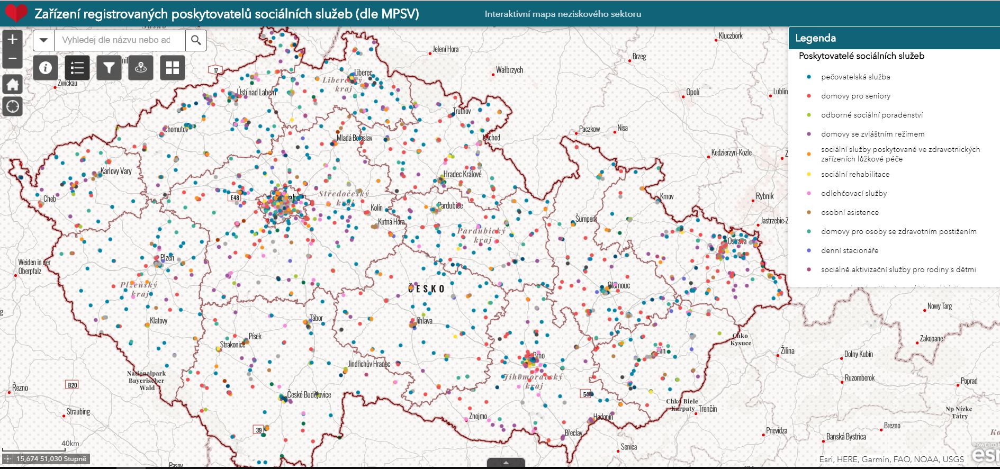 Zařízení registrovaných poskytovatelů sociálních služeb (dle MPSV)
Interaktivní mapa neziskového sektoru
Vyhledej dle názvu nebo ad
Legenda
Poskytovatelé sociálních služeb
pečovatelská služba
domovy pro seniory
odborné sociální poradenství
domovy se zvláštním režimem
sociální služby poskytované ve zdravotnických
zařízeních lůžkové péče
sociální rehabilitace
odlehčovací služby
osobní asistence
domovy pro osoby se zdravotním postižením
denní stacionáře
sociálně aktivizační služby pro rodiny s dětmi
Kluczbork
Jelení Hora
Brzeg
17
Liberec
Wałbrzych
Zwickau
Liberecký
kraj
Ústí nad Labem
Opolí
Lublin
Trutnov
Chomutov
Paczkow
Nisa
Mladá Boleslav
Náchod
Kedzierzyn-Kozle
Karlovy Vary
Hradec Králové
Cheb
E48
Středočeský
kraj
Kolín
Pardubice
Krnov
Rybnik
Kutná Hora
Šumperk
Jastrzebie-Z
Pardubický
kraj
Ostrava
Weiden in der
Oberpfalz
Plzeň
Plzeňský
kraj
ČESKO
Olomouc
Klatovy
Tábor
Jihlava
Nowy Targ
Písek
Strakonice
Chko
Kysuce
Zakopane
Zlín
Žilina
Dolny Kubin
Brno
Jindřichův Hradec
Nationalpark
Bayerischer
Wald
Jihomoravský
kraj
Ruzomberok
Poprad
B20
Řezno
České Budějovice
54
Chko Biele
Karpaty
Trenčín
Straubing
Np Nízke
Tatry
Znojmo
Hodonín
Brezno
39
Břeclav
Prievidza
Banská Bystrica
Senica
40km
15,674 51,030 Stupně
Pasov
Esri, HERE, Garmin, FAO, NOAA, USGS
POWERED B
esri